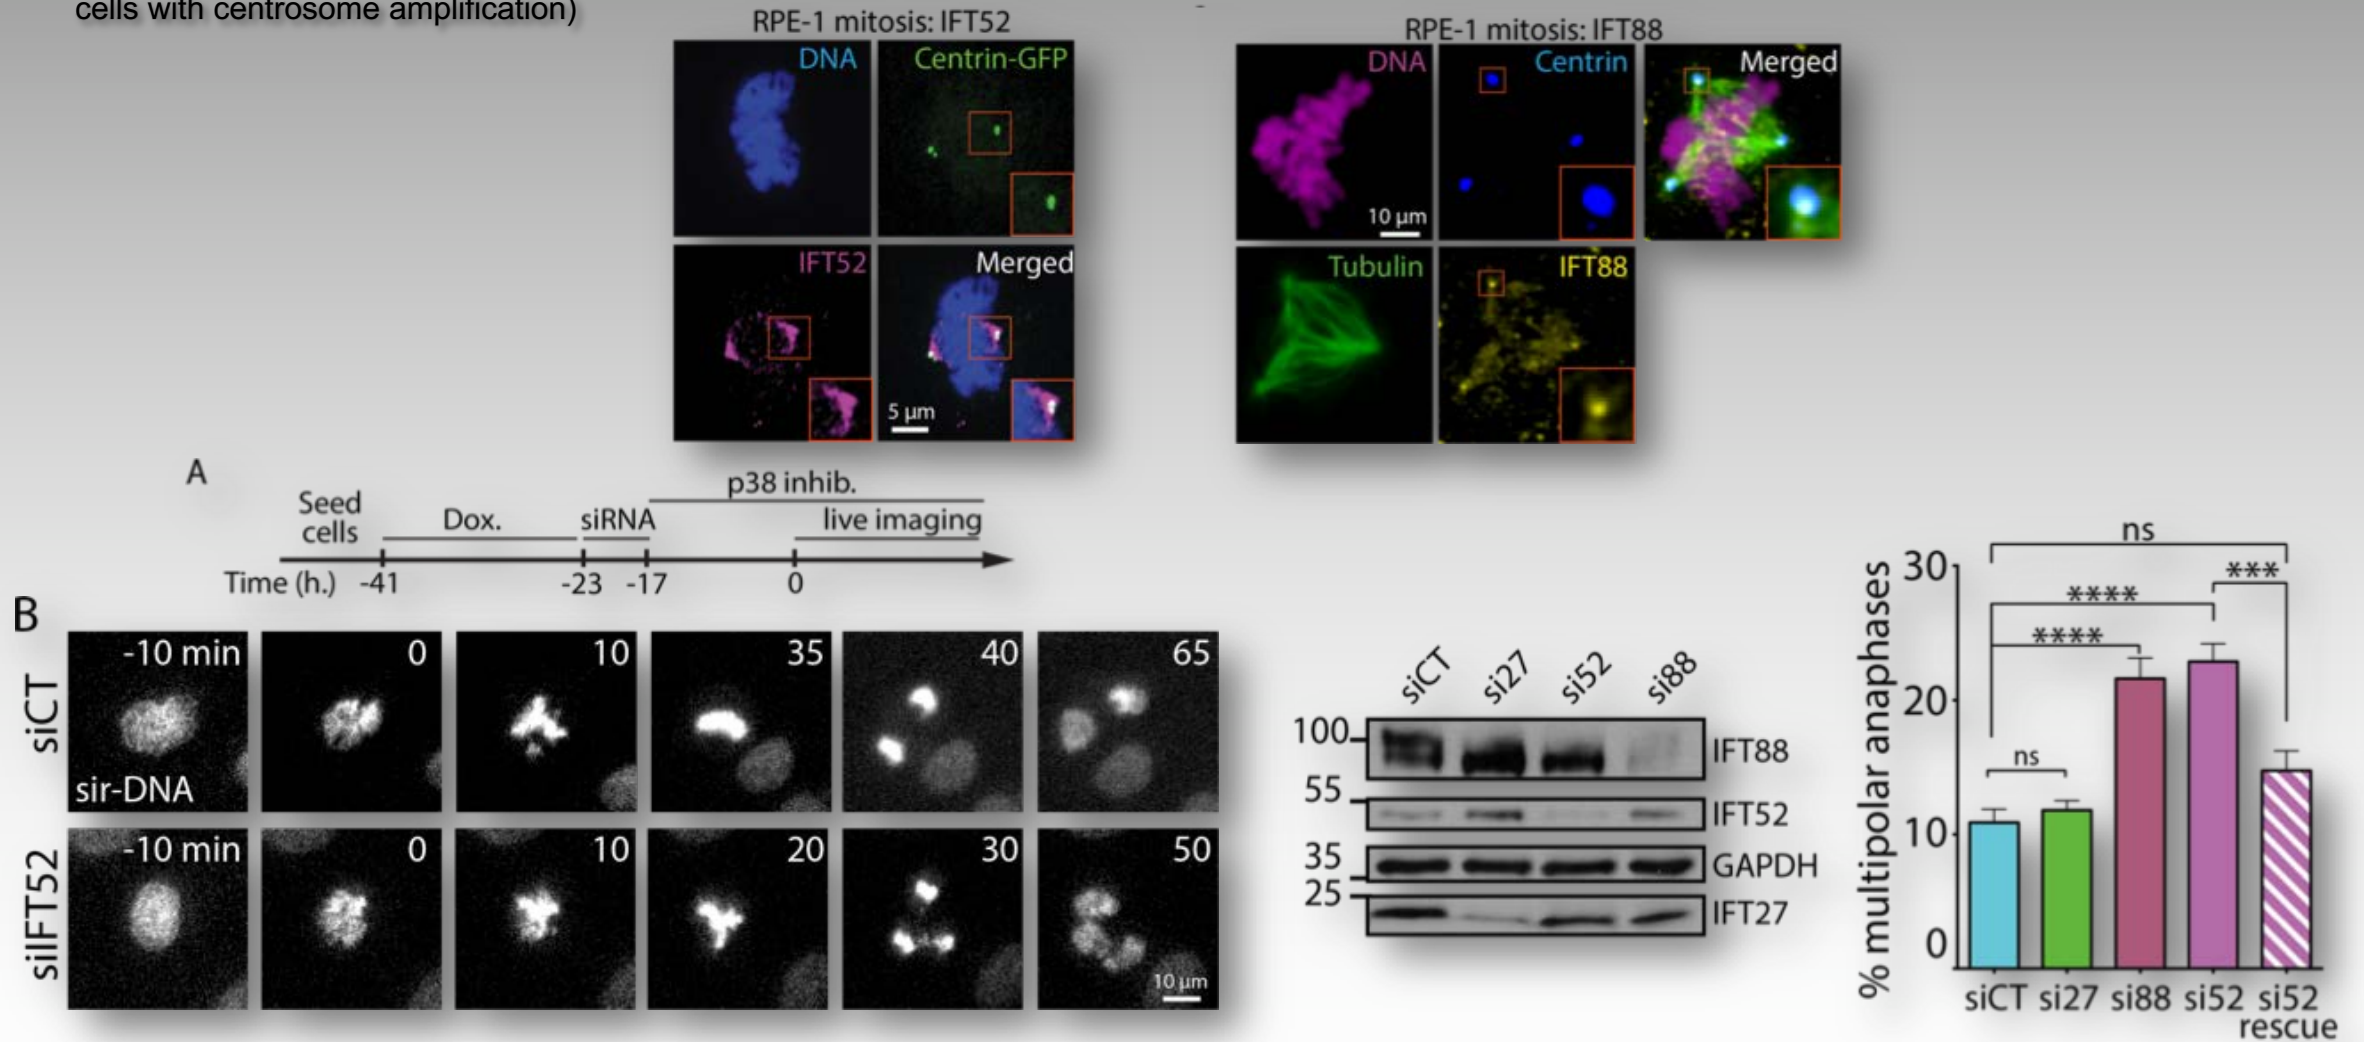 cells with centrosome amplification)
RPE-1 mitosis: IFT52
DNA
Centrin-GFP
IFT52
Merged
5 µm
RPE-1 mitosis: IFT88
DNA
Centrin
Merged
10 µm
Tubulin
IFT88
A
p38 inhib.
Seed
cells
Dox.
siRNA
live imaging
Time (h.)
-41
-23
-17
0
B
siCT
-10 min
0
10
35
40
65
sir-DNA
siIFT52
-10 min
0
10
20
30
50
10 µm
siCT
si27
si52
si88
100
IFT88
55
IFT52
35
GAPDH
25
IFT27
% multipolar anaphases
30
20
10
0
ns
***
****
****
ns
siCT
si27
si88
si52
si52
rescue